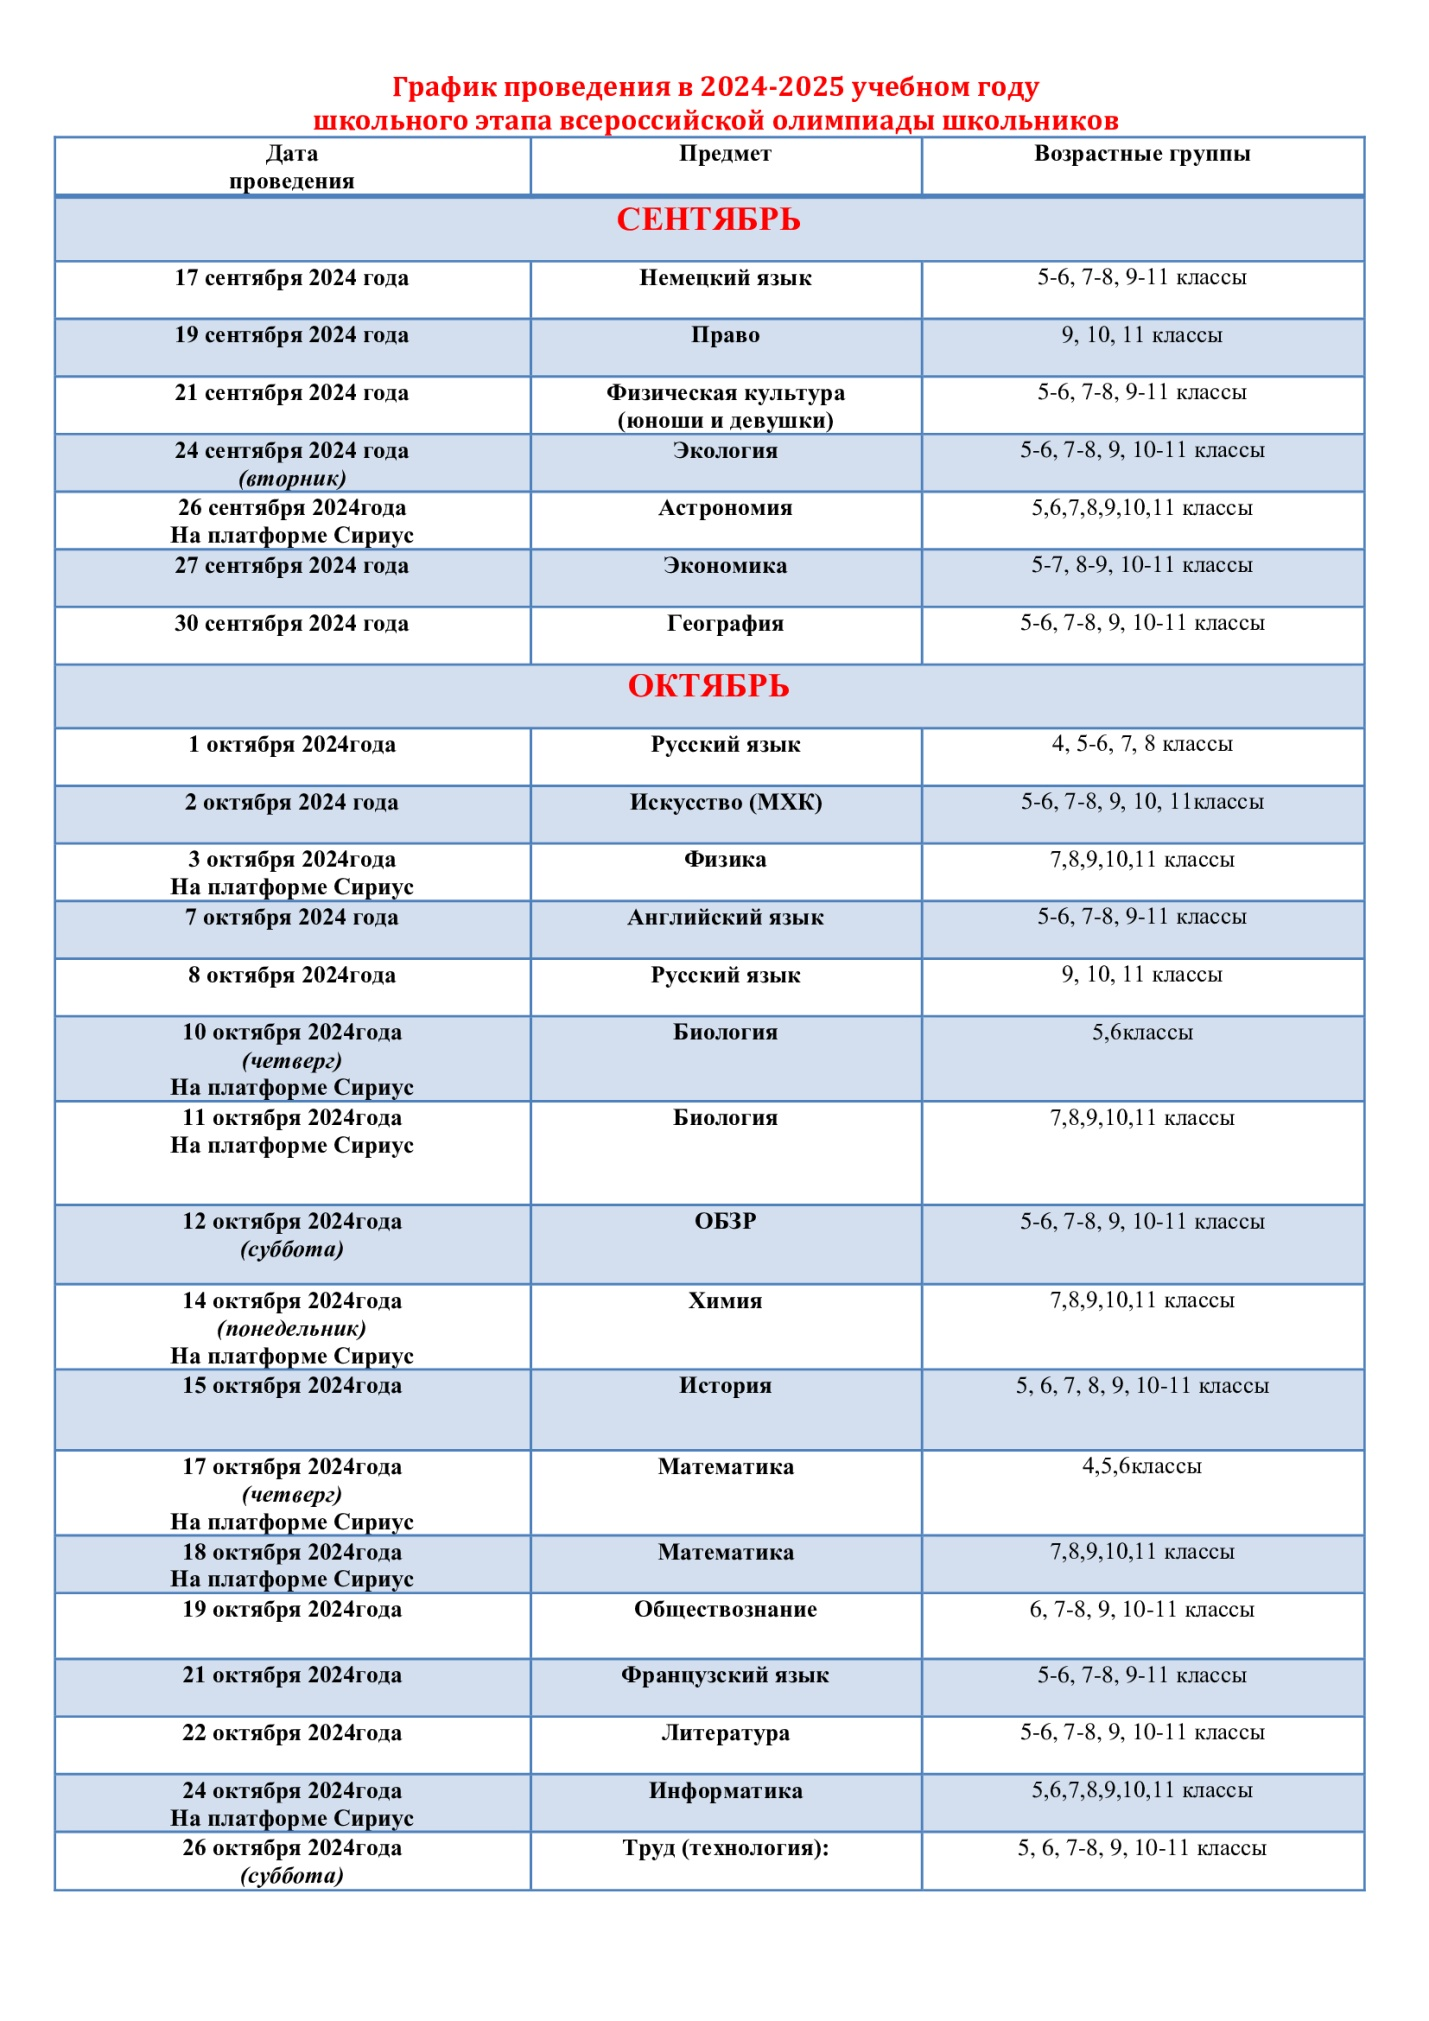 График проведения в 2024-2025 учебном году
школьного этапа всероссийской олимпиады школьников
Дата проведения Предмет Возрастные группы
СЕНТЯБРЬ
17 сентября 2024 года Немецкий язык 5-6, 7-8, 9-11 классы
19 сентября 2024 года Право 9, 10, 11 классы
21 сентября 2024 года Физическая культура 5-6, 7-8, 9-11 классы
(юноши и девушки)
24 сентября 2024 года Экология 5-6, 7-8, 9, 10-11 классы
(вторник)
26 сентября 2024года Астрономия 5,6,7,8,9,10,11 классы
На платформе Сириус
27 сентября 2024 года Экономика 5-7, 8-9, 10-11 классы
30 сентября 2024 года География 5-6, 7-8, 9, 10-11 классы
ОКТЯБРЬ
1 октября 2024года Русский язык 4, 5-6, 7, 8 классы
2 октября 2024 года Искусство (МХК) 5-6, 7-8, 9, 10, 11классы
3 октября 2024года Физика 7,8,9,10,11 классы
На платформе Сириус
7 октября 2024 года Английский язык 5-6, 7-8, 9-11 классы
8 октября 2024года Русский язык 9, 10, 11 классы
10 октября 2024года Биология 5,6классы
(четверг)
На платформе Сириус
11 октября 2024года Биология 7,8,9,10,11 классы
На платформе Сириус
12 октября 2024года ОБЗР 5-6, 7-8, 9, 10-11 классы
(суббота)
14 октября 2024года Химия 7,8,9,10,11 классы
(понедельник)
На платформе Сириус
15 октября 2024года История 5, 6, 7, 8, 9, 10-11 классы
17 октября 2024года Математика 4,5,6классы
(четверг)
На платформе Сириус
18 октября 2024года Математика 7,8,9,10,11 классы
На платформе Сириус
19 октября 2024года Обществознание 6, 7-8, 9, 10-11 классы
21 октября 2024года Французский язык 5-6, 7-8, 9-11 классы
22 октября 2024года Литература 5-6, 7-8, 9, 10-11 классы
24 октября 2024года Информатика 5,6,7,8,9,10,11 классы
На платформе Сириус
26 октября 2024года Труд (технология): 5, 6, 7-8, 9, 10-11 классы
(суббота)